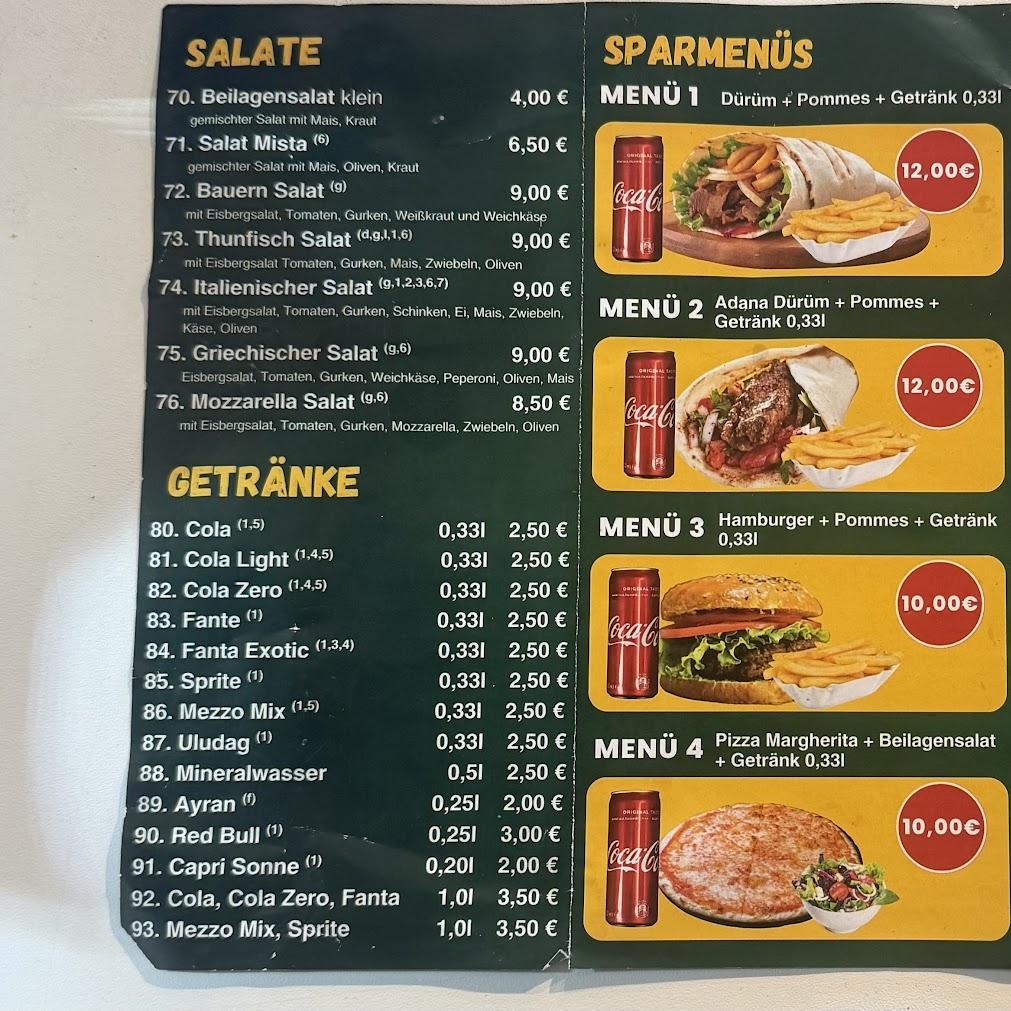 SALATE
70. Beilagensalat klein 4,00 €
gemischter Salat mit Mais, Kraut
71. Salat Mista (6) 6,50 €
gemischter Salat mit Mais, Oliven, Kraut
72. Bauern Salat (g) 9,00 €
mit Eisbergsalat, Tomaten, Gurken, Weißkraut und Weichkäse
73. Thunfisch Salat (d,g,l,1,6) 9,00 €
mit Eisbergsalat Tomaten, Gurken, Mais, Zwiebeln, Oliven
74. Italienischer Salat (g,1,2,3,6,7) 9,00 €
mit Eisbergsalat, Tomaten, Gurken, Schinken, Ei, Mais, Zwiebeln,
Käse, Oliven
75. Griechischer Salat (g,6) 9,00 €
Eisbergsalat, Tomaten, Gurken, Weichkäse, Peperoni, Oliven, Mais
76. Mozzarella Salat (g,6) 8,50 €
mit Eisbergsalat, Tomaten, Gurken, Mozzarella, Zwiebeln, Oliven
GETRÄNKE
80. Cola (1,5) 0,33l 2,50 €
81. Cola Light (1,4,5) 0,33l 2,50 €
82. Cola Zero (1,4,5) 0,33l 2,50 €
83. Fante (1) 0,33l 2,50 €
84. Fanta Exotic (1,3,4) 0,33l 2,50 €
85. Sprite (1) 0,33l 2,50 €
86. Mezzo Mix (1,5) 0,33l 2,50 €
87. Uludag (1) 0,33l 2,50 €
88. Mineralwasser 0,5l 2,50 €
89. Ayran (f) 0,25l 2,00 €
90. Red Bull (1) 0,25l 3,00 €
91. Capri Sonne (1) 0,20l 2,00 €
92. Cola, Cola Zero, Fanta 1,0l 3,50 €
93. Mezzo Mix, Sprite 1,0l 3,50 €
SPARMENÜS
MENÜ 1 Dürüm + Pommes + Getränk 0,33l
ORIGINAL TA
Coca-C
12,00€
MENÜ 2 Adana Dürüm + Pommes +
Getränk 0,33l
ORIGINAL TA
Coca-C
12,00€
MENÜ 3 Hamburger + Pommes + Getränk
0,33l
ORIGINAL TA
Coca-C
10,00€
MENÜ 4 Pizza Margherita + Beilagensalat
+ Getränk 0,33l
ORIGINAL TA
Coca-C
10,00€